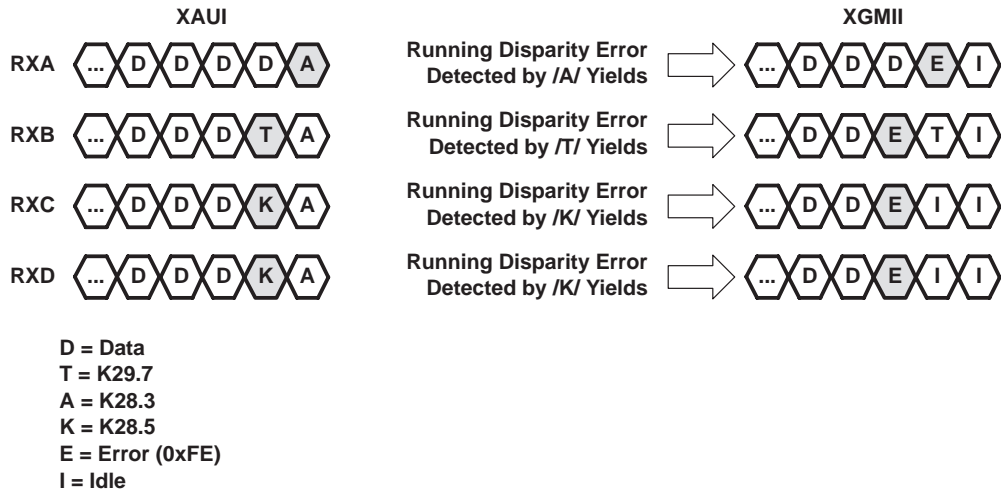 XAUI XGMII
RXA ... D D D D A Running Disparity Error Detected by /A/ Yields ... D D D E I
RXB ... D D D T A Running Disparity Error Detected by /T/ Yields ... D D E T I
RXC ... D D D K A Running Disparity Error Detected by /K/ Yields ... D D E I I
RXD ... D D D K A Running Disparity Error Detected by /K/ Yields ... D D E I I
D = Data
T = K29.7
A = K28.3
K = K28.5
E = Error (0xFE)
I = Idle